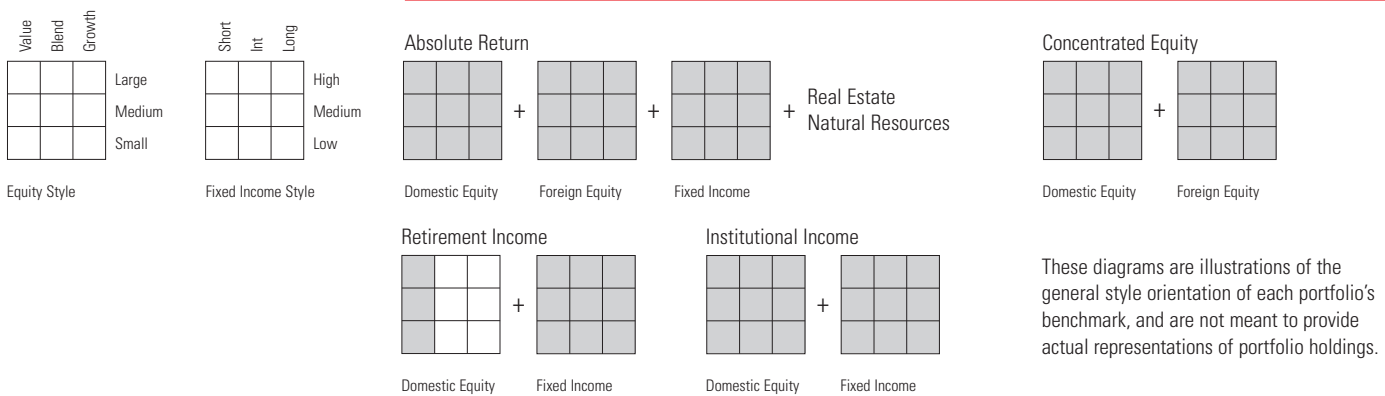 Value Blend Growth
Large
Medium
Small
Equity Style
Short Int Long
High
Medium
Low
Fixed Income Style
Absolute Return
+ + + Real Estate
Natural Resources
Domestic Equity Foreign Equity Fixed Income
Concentrated Equity
+
Domestic Equity Foreign Equity
Retirement Income
+
Domestic Equity Fixed Income
Institutional Income
+
Domestic Equity Fixed Income
These diagrams are illustrations of the
general style orientation of each portfolio’s
benchmark, and are not meant to provide
actual representations of portfolio holdings.